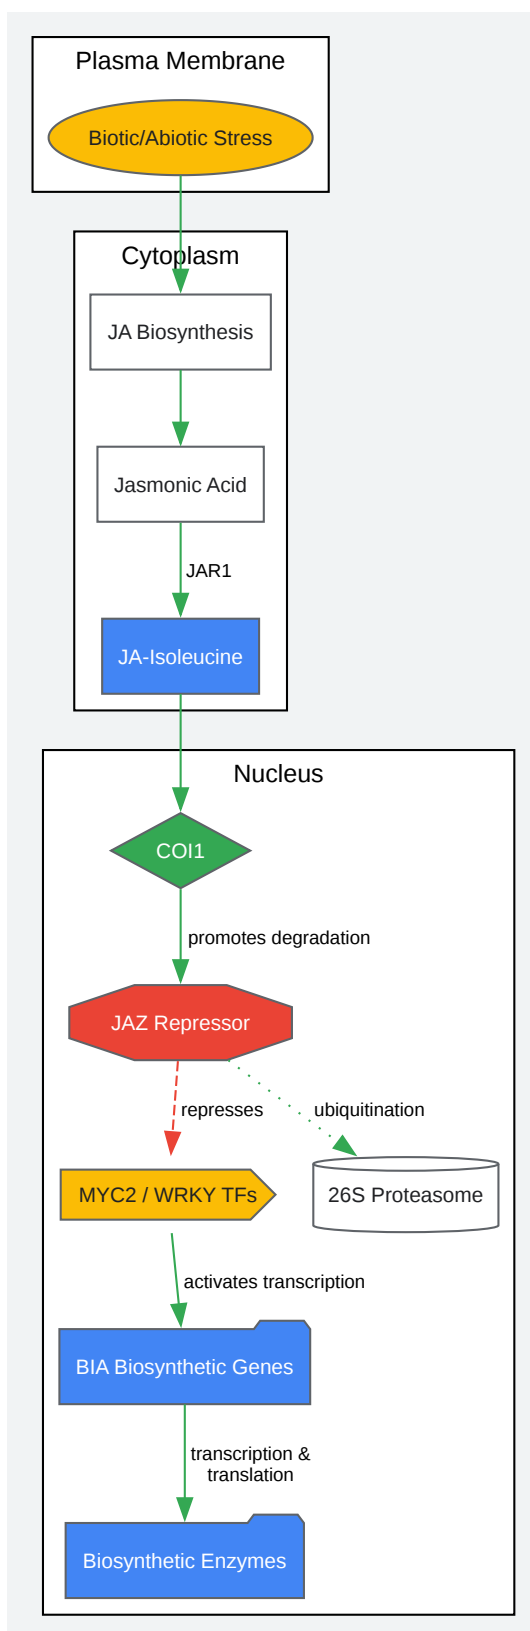 Plasma Membrane
Biotic/Abiotic Stress
Cytoplasm
JA Biosynthesis
Jasmonic Acid
JAR1
JA-Isoleucine
Nucleus
COI1
promotes degradation
JAZ Repressor
represses
ubiquitination
MYC2 / WRKY TFs
26S Proteasome
activates transcription
BIA Biosynthetic Genes
transcription &
translation
Biosynthetic Enzymes